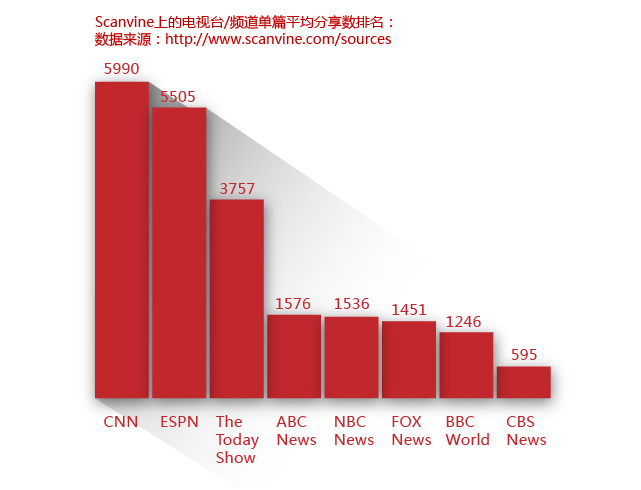 Scanvine上的电视台/频道单篇平均分享数排名：
数据来源：http://www.scanvine.com/sources
5990
5505
3757
1576
1536
1451
1246
595
CNN
ESPN
The
Today
Show
ABC
News
NBC
News
FOX
News
BBC
World
CBS
News